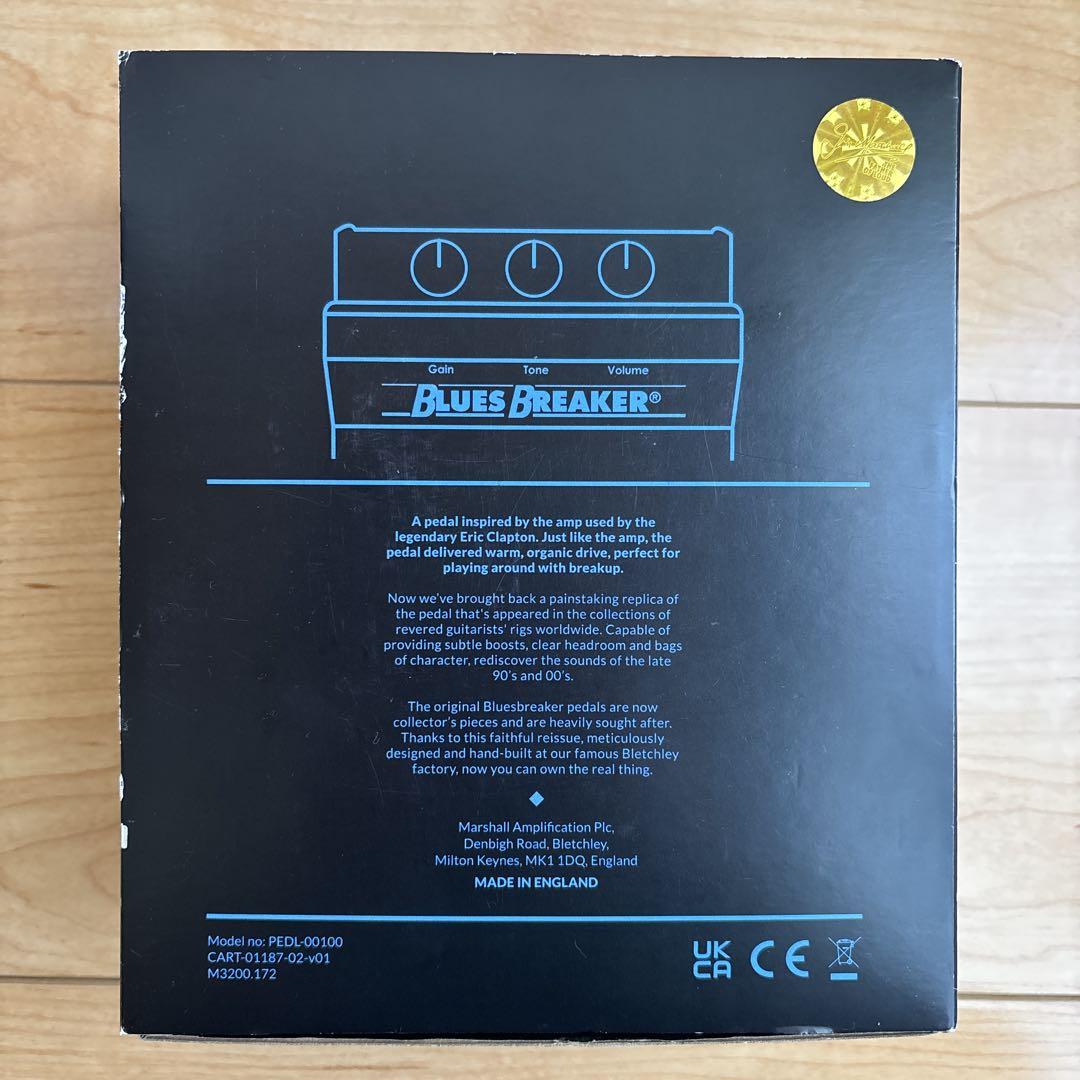 Jim Marshall
THE FATHER
OF LOUD
Gain Tone Volume
BLUES BREAKER®
A pedal inspired by the amp used by the
legendary Eric Clapton. Just like the amp, the
pedal delivered warm, organic drive, perfect for
playing around with breakup.
Now we've brought back a painstaking replica of
the pedal that's appeared in the collections of
revered guitarists' rigs worldwide. Capable of
providing subtle boosts, clear headroom and bags
of character, rediscover the sounds of the late
90's and 00's.
The original Bluesbreaker pedals are now
collector's pieces and are heavily sought after.
Thanks to this faithful reissue, meticulously
designed and hand-built at our famous Bletchley
factory, now you can own the real thing.
Marshall Amplification Plc,
Denbigh Road, Bletchley,
Milton Keynes, MK1 1DQ, England
MADE IN ENGLAND
Model no: PEDL-00100
CART-01187-02-v01
M3200.172
UK
CA
CE